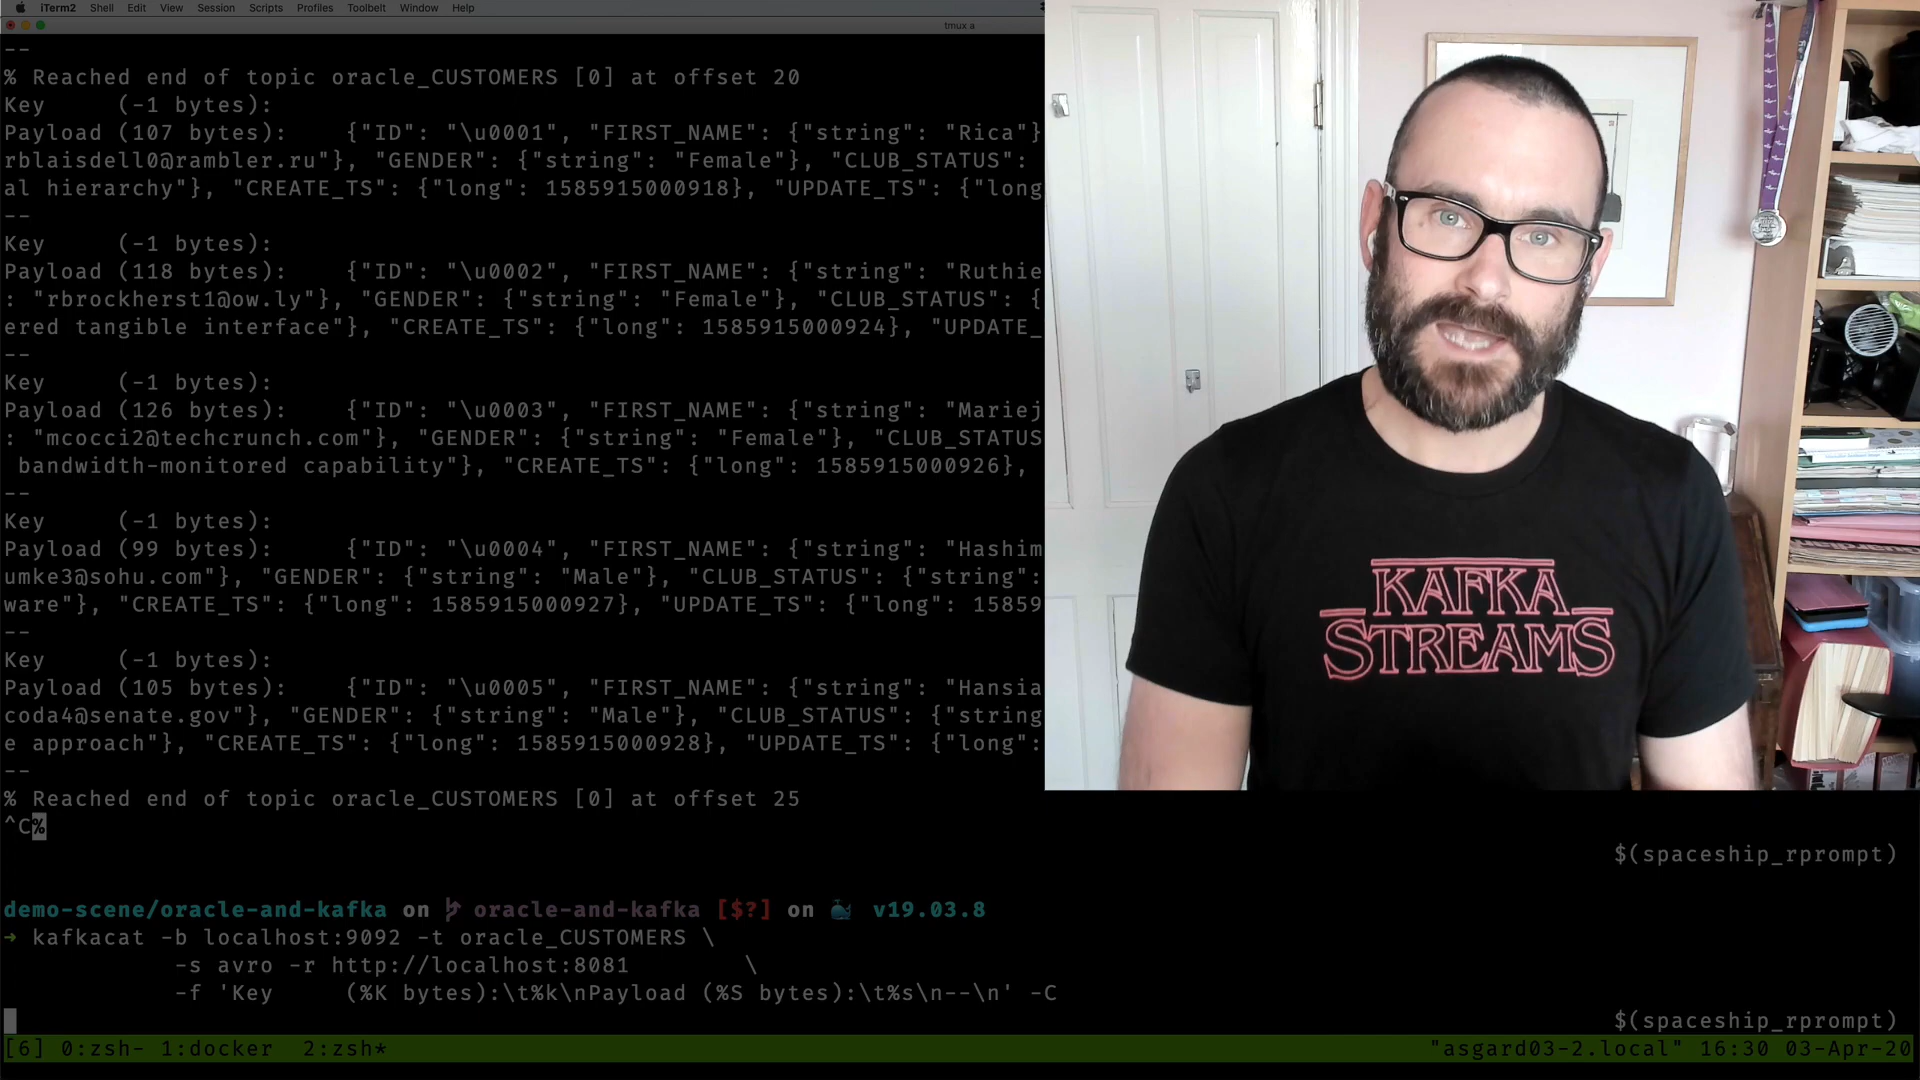 iTerm2 Shell Edit View Session Scripts Profiles Toolbelt Window Help
tmux a
--
% Reached end of topic oracle_CUSTOMERS [0] at offset 20
Key (-1 bytes):
Payload (107 bytes): {"ID": "\u0001", "FIRST_NAME": {"string": "Rica"}
rblaisdell0@rambler.ru"}, "GENDER": {"string": "Female"}, "CLUB_STATUS":
al hierarchy"}, "CREATE_TS": {"long": 1585915000918}, "UPDATE_TS": {"long
--
Key (-1 bytes):
Payload (118 bytes): {"ID": "\u0002", "FIRST_NAME": {"string": "Ruthie
: "rbrockherst1@ow.ly"}, "GENDER": {"string": "Female"}, "CLUB_STATUS": {
ered tangible interface"}, "CREATE_TS": {"long": 1585915000924}, "UPDATE_
--
Key (-1 bytes):
Payload (126 bytes): {"ID": "\u0003", "FIRST_NAME": {"string": "Mariej
: "mcocci2@techcrunch.com"}, "GENDER": {"string": "Female"}, "CLUB_STATUS
bandwidth-monitored capability"}, "CREATE_TS": {"long": 1585915000926},
--
Key (-1 bytes):
Payload (99 bytes): {"ID": "\u0004", "FIRST_NAME": {"string": "Hashim
umke3@sohu.com"}, "GENDER": {"string": "Male"}, "CLUB_STATUS": {"string":
ware"}, "CREATE_TS": {"long": 1585915000927}, "UPDATE_TS": {"long": 15859
--
Key (-1 bytes):
Payload (105 bytes): {"ID": "\u0005", "FIRST_NAME": {"string": "Hansia
coda4@senate.gov"}, "GENDER": {"string": "Male"}, "CLUB_STATUS": {"string
e approach"}, "CREATE_TS": {"long": 1585915000928}, "UPDATE_TS": {"long":
--
% Reached end of topic oracle_CUSTOMERS [0] at offset 25
^C%
$(spaceship_rprompt)
demo-scene/oracle-and-kafka on oracle-and-kafka [$?] on 🐳 v19.03.8
➜ kafkacat -b localhost:9092 -t oracle_CUSTOMERS \
-s avro -r http://localhost:8081 \
-f 'Key (%K bytes):\t%k\nPayload (%S bytes):\t%s\n--\n' -C
$(spaceship_rprompt)
[6] 0:zsh- 1:docker 2:zsh* "asgard03-2.local" 16:30 03-Apr-20
KAFKA
STREAMS